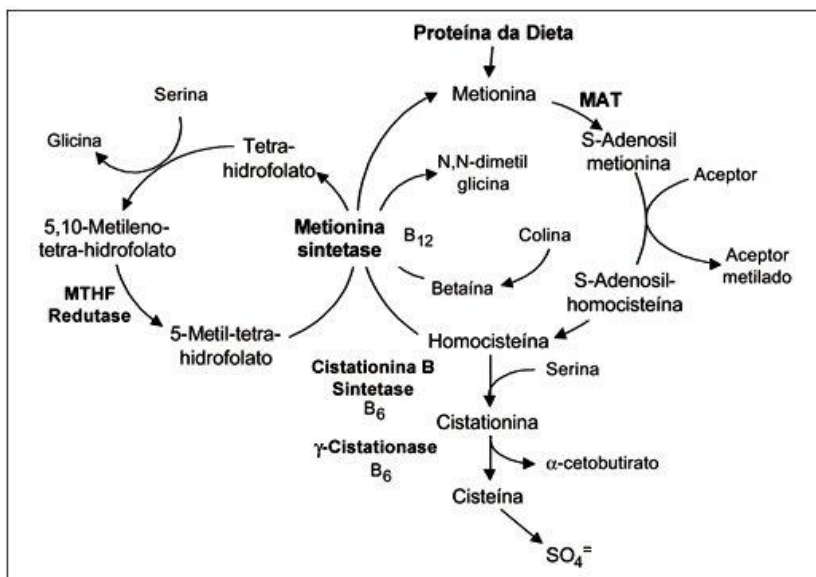 Proteína da Dieta
Metionina
MAT
S-Adenosil
metionina
Aceptor
Aceptor
metilado
S-Adenosil-
homocisteína
Serina
Glicina
Tetra-
hidrofolato
N,N-dimetil
glicina
5,10-Metileno-
tetra-hidrofolato
Metionina
sintetase
B12
Colina
Betaína
MTHF
Redutase
5-Metil-tetra-
hidrofolato
Homocisteína
Cistationina B
Sintetase
B6
Serina
Cistationina
γ-Cistationase
B6
α-cetobutirato
Cisteína
SO4=